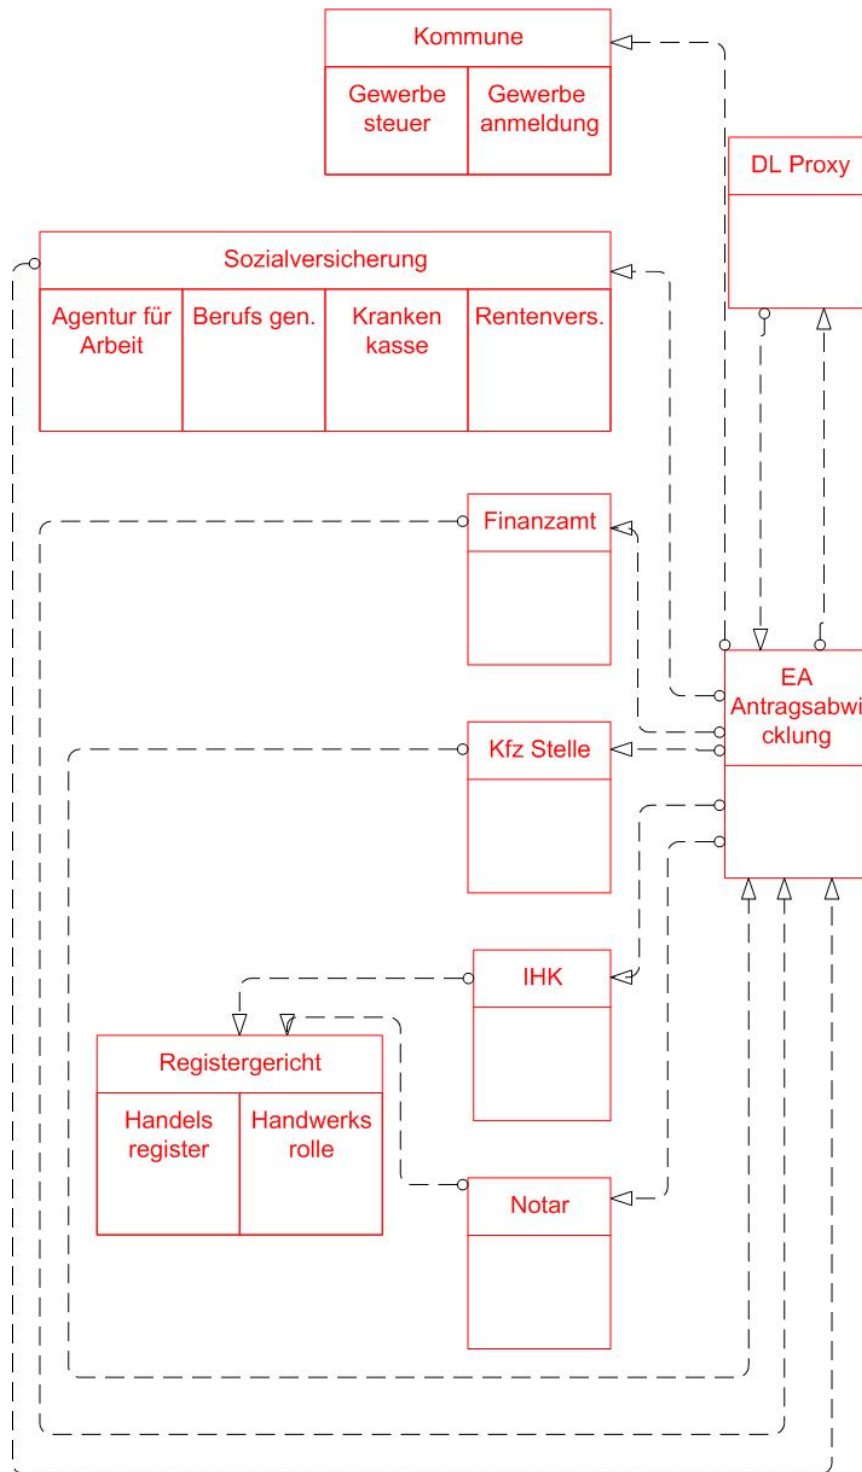 Kommune
Gewerbe
steuer
Gewerbe
anmeldung
DL Proxy
Sozialversicherung
Agentur für
Arbeit
Berufs gen.
Kranken
kasse
Rentenvers.
Finanzamt
EA
Antragsabwi
cklung
Kfz Stelle
IHK
Registergericht
Handels
register
Handwerks
rolle
Notar